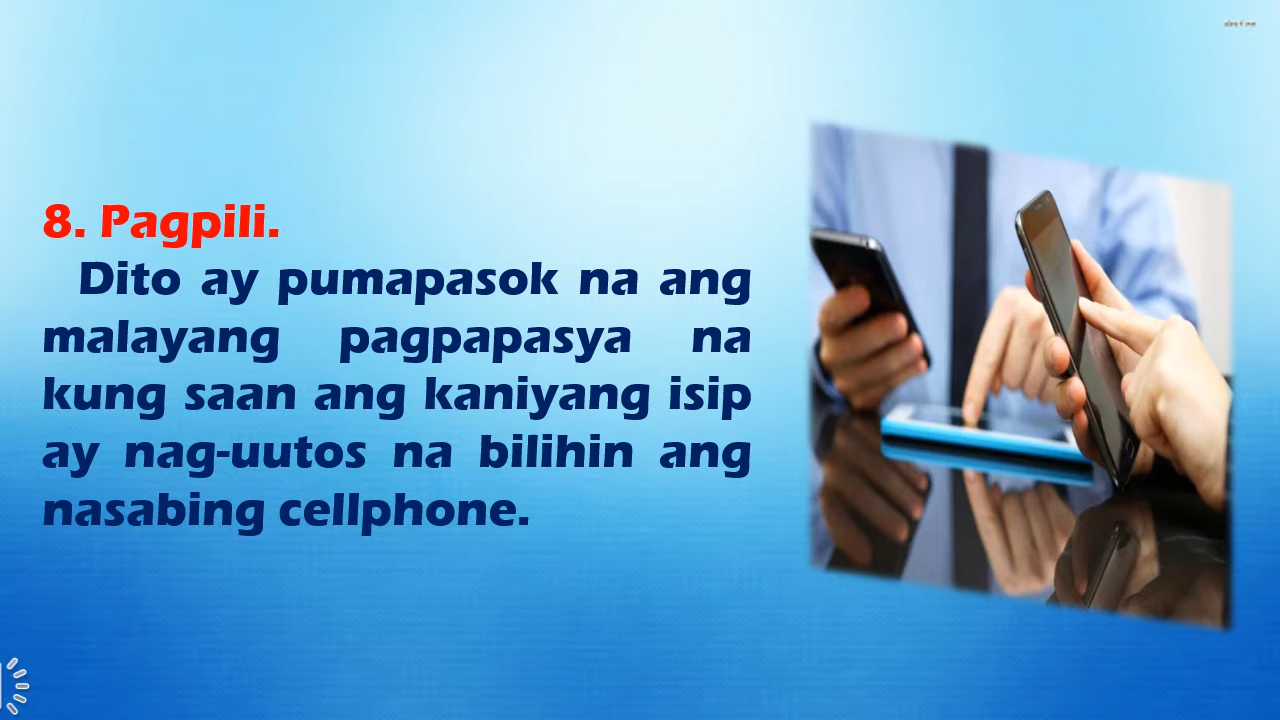 8. Pagpili.
Dito ay pumapasok na ang
malayang pagpapasya na
kung saan ang kaniyang isip
ay nag-uutos na bilihin ang
nasabing cellphone.